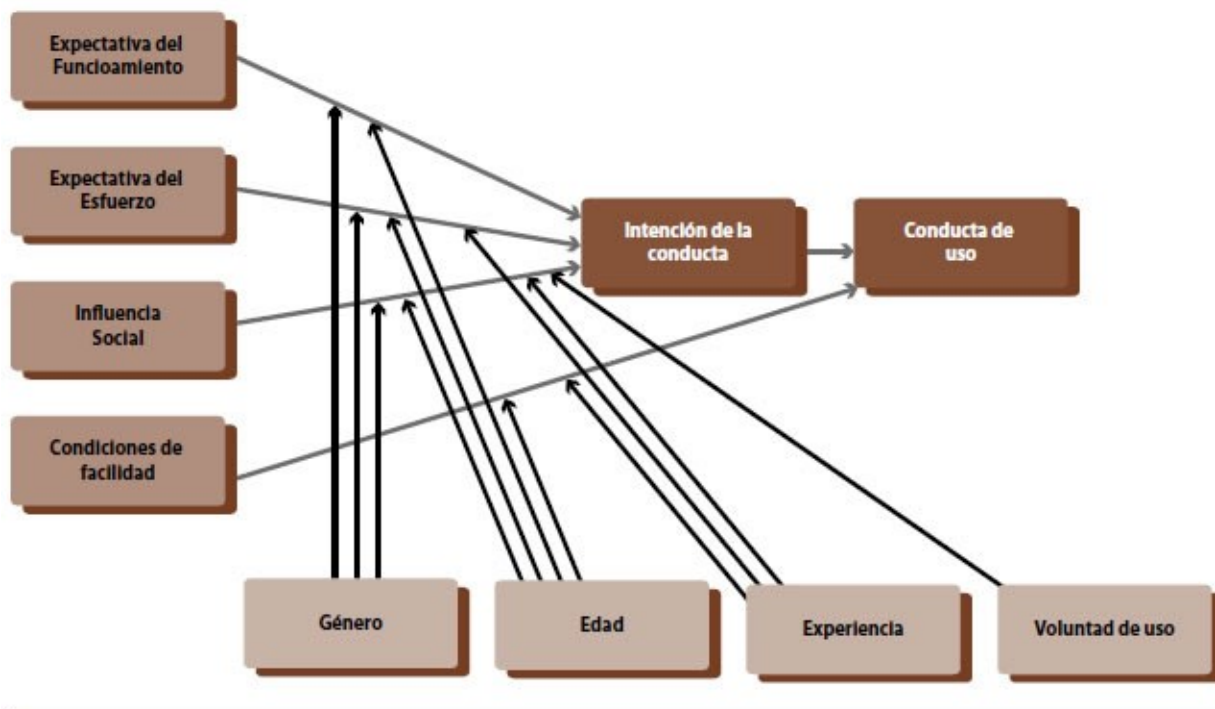 Expectativa del
Funcioamiento
Expectativa del
Esfuerzo
Intención de la
conducta
Conducta de
uso
Influencia
Social
Condiciones de
facilidad
Género
Edad
Experiencia
Voluntad de uso